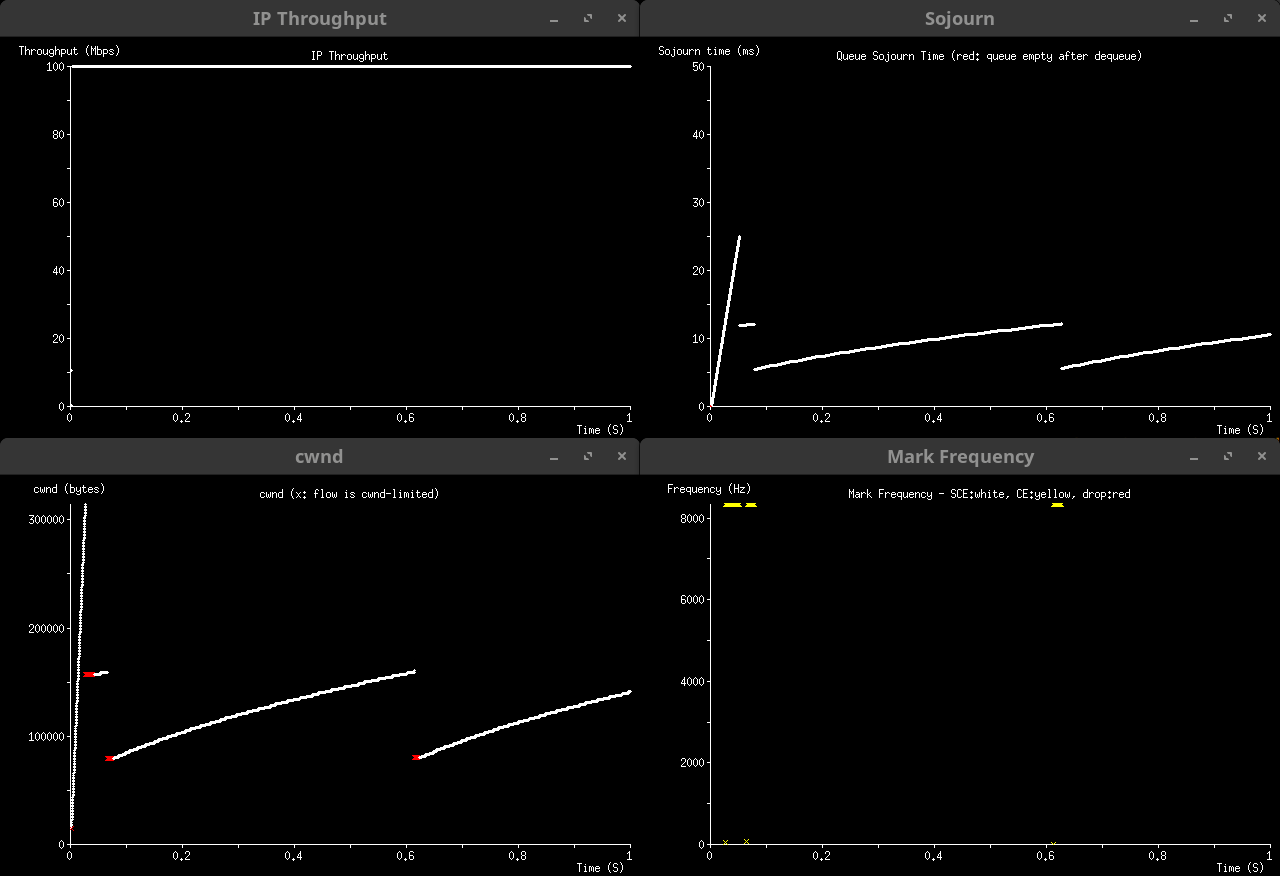 IP Throughput
Throughput (Mbps)
IP Throughput
100
80
60
40
20
0
0
0.2
0.4
0.6
0.8
1
Time (S)
Sojourn
Sojourn time (ms)
Queue Sojourn Time (red: queue empty after dequeue)
50
40
30
20
10
0
0
0.2
0.4
0.6
0.8
1
Time (S)
cwnd
cwnd (bytes)
cwnd (x: flow is cwnd-limited)
300000
200000
100000
0
0
0.2
0.4
0.6
0.8
1
Time (S)
Mark Frequency
Frequency (Hz)
Mark Frequency - SCE:white, CE:yellow, drop:red
8000
6000
4000
2000
0
0
0.2
0.4
0.6
0.8
1
Time (S)